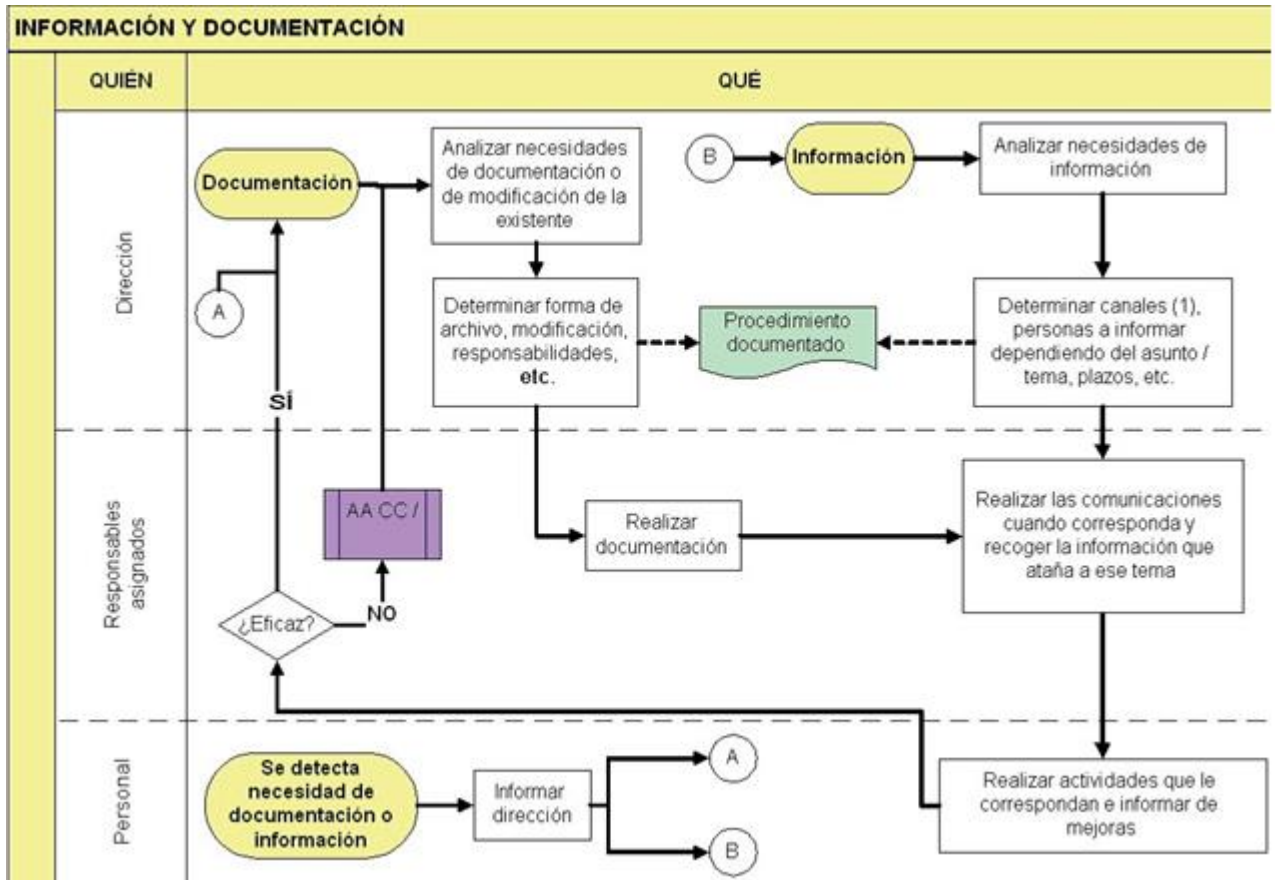 INFORMACIÓN Y DOCUMENTACIÓN
QUIÉN
QUÉ
Dirección
Documentación
A
Analizar necesidades
de documentación o
de modificación de la
existente
B
Información
Analizar necesidades de
información
Determinar forma de
archivo, modificación,
responsabilidades,
etc.
Procedimiento
documentado
Determinar canales (1),
personas a informar
dependiendo del asunto /
tema, plazos, etc.
SÍ
Responsables
asignados
AA CC /
¿Eficaz?
NO
Realizar
documentación
Realizar las comunicaciones
cuando corresponda y
recoger la información que
ataña a ese tema
Personal
Se detecta
necesidad de
documentación o
información
Informar
dirección
A
B
Realizar actividades que le
correspondan e informar de
mejoras